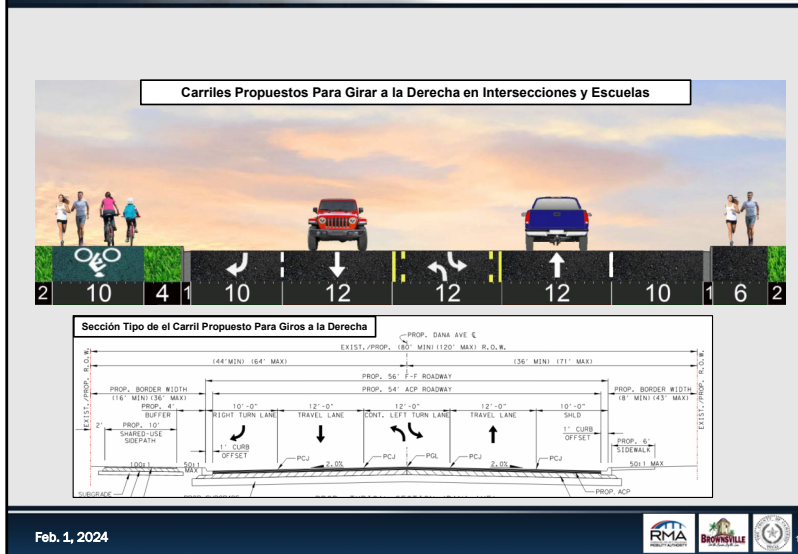 Carriles Propuestos Para Girar a la Derecha en Intersecciones y Escuelas
2 10 4 1 10 12 12 12 10 1 6 2
Sección Tipo de el Carril Propuesto Para Giros a la Derecha
PROP. DANA AVE ℄
EXIST./PROP. (80' MIN)(120' MAX) R.O.W.
(44'MIN) (64' MAX) (36' MIN) (71' MAX)
PROP. 56' F-F ROADWAY
PROP. BORDER WIDTH PROP. 54' ACP ROADWAY PROP. BORDER WIDTH
(16' MIN)(36' MAX) (8' MIN)(43' MAX)
EXIST./PROP. R.O.W.
EXIST./PROP. R.O.W.
PROP. 4' 10'-0" 12'-0" 12'-0" 12'-0" 10'-0"
BUFFER RIGHT TURN LANE TRAVEL LANE CONT. LEFT TURN LANE TRAVEL LANE SHLD
2' PROP. 10'
SHARED-USE
SIDEPATH
1' CURB
OFFSET
1' CURB
OFFSET
PROP. 6'
SIDEWALK
PCJ PCJ PGL PCJ PCJ
100:1 50:1
MAX
2.0% 2.0%
50:1 MAX
SUBGRADE
PROP. ACP
Feb. 1, 2024
RMA
MOBILITY AUTHORITY
BROWNSVILLE